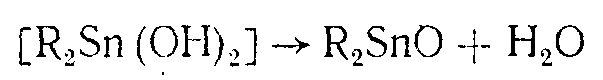 [R₂Sn(OH)₂] → R₂SnO + H₂O